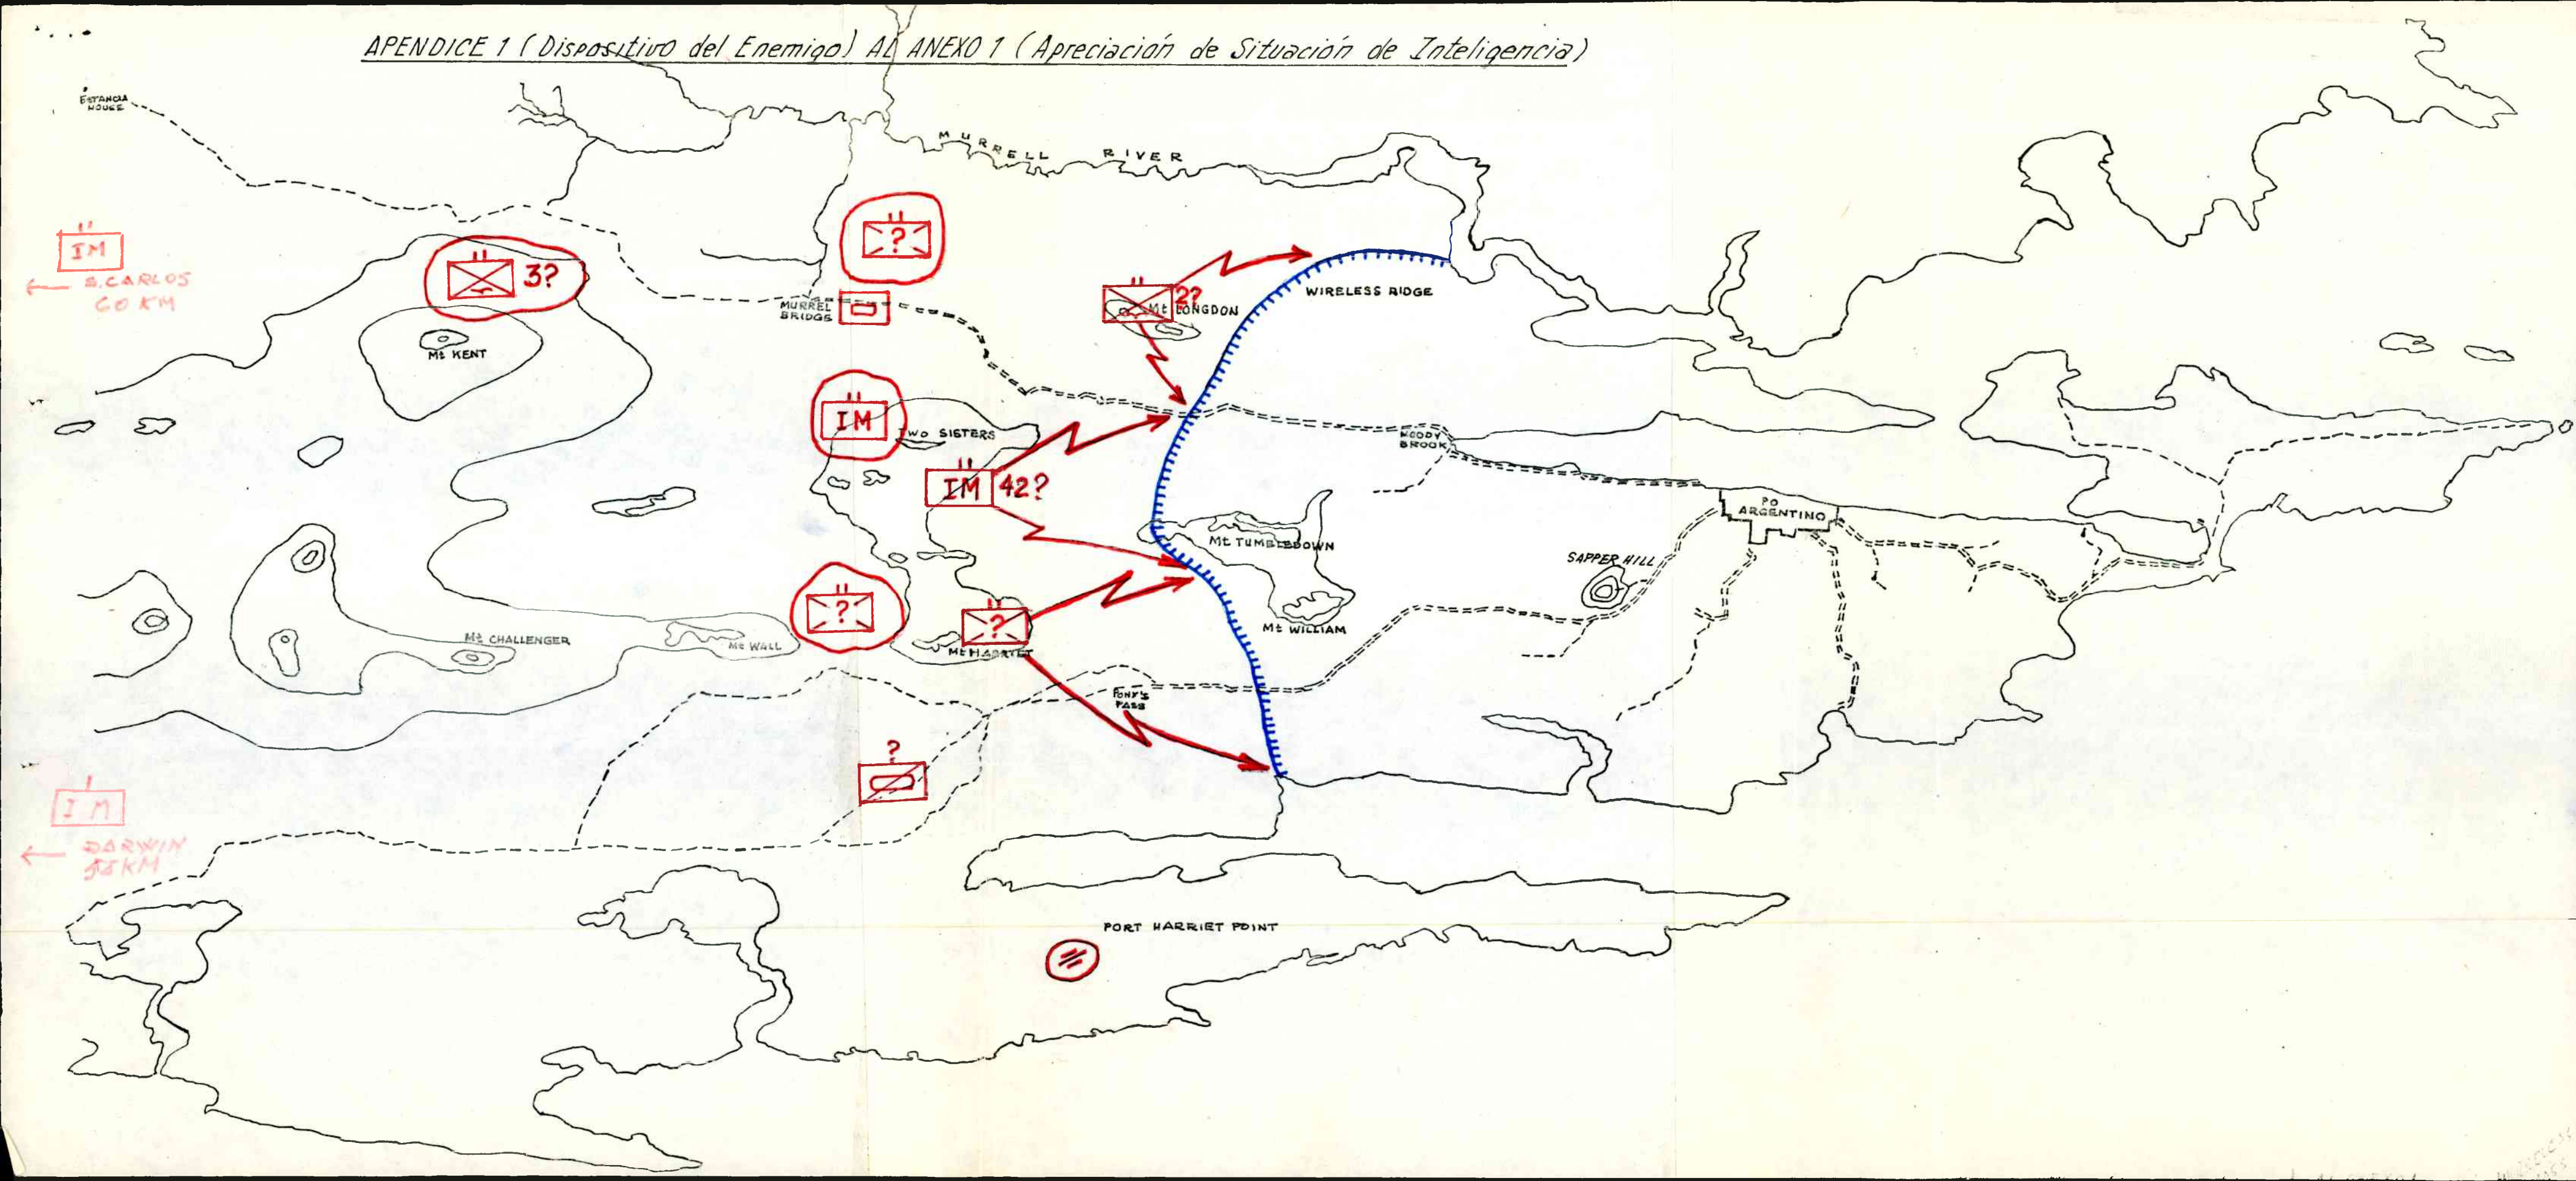 APENDICE 1 (Dispositivo del Enemigo) AL ANEXO 1 (Apreciación de Situación de Inteligencia)
ESTANCIA
HOUSE
MURRELL RIVER
IM
S. CARLOS
60 KM
3?
?
MURREL
BRIDGE
2?
Mt LONGDON
WIRELESS RIDGE
Mt KENT
IM
TWO SISTERS
MOODY
BROOK
IM
42?
PO
ARGENTINO
Mt TUMBLEDOWN
SAPPER HILL
?
?
Mt WILLIAM
Mt CHALLENGER
Mt WALL
Mt HARRIET
PONY'S
PASS
?
IM
DARWIN
55 KM
PORT HARRIET POINT